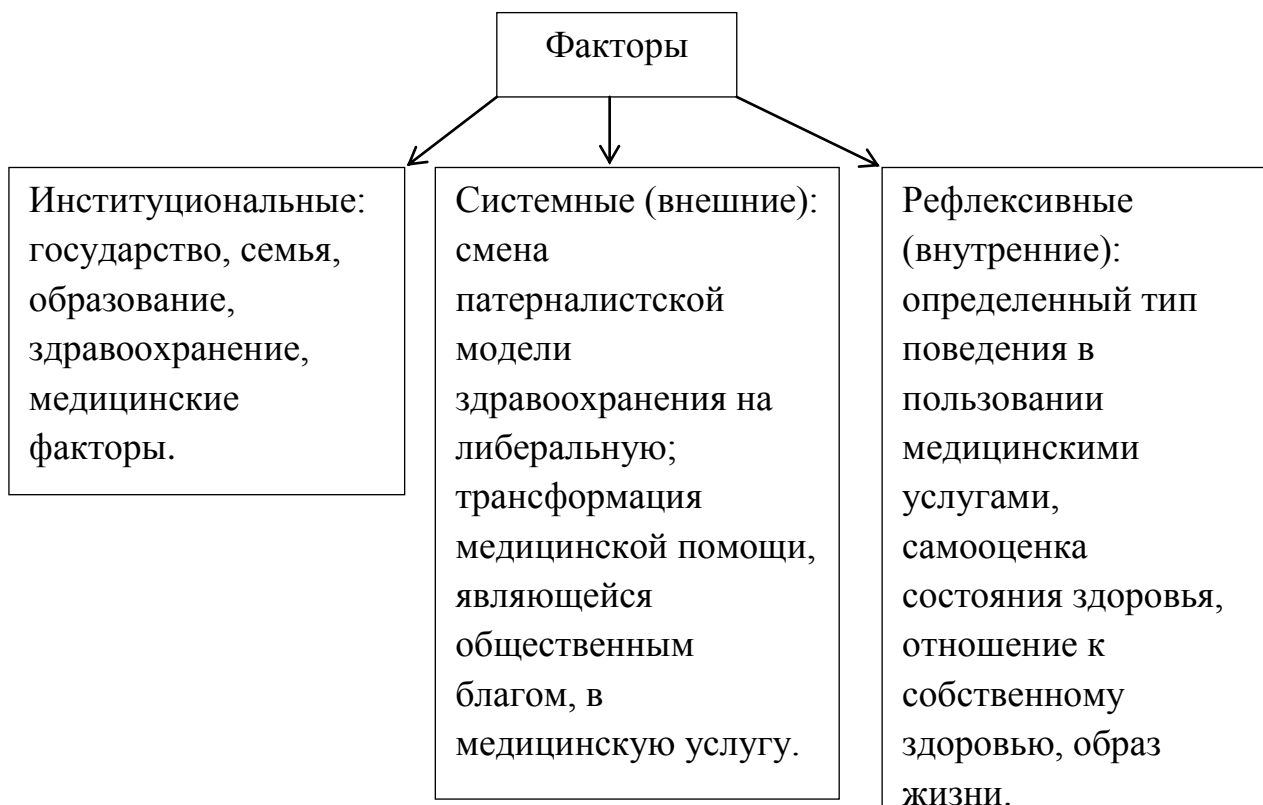 Факторы
Институциональные:
государство, семья,
образование,
здравоохранение,
медицинские
факторы.
Системные (внешние):
смена
патерналистской
модели
здравоохранения на
либеральную;
трансформация
медицинской помощи,
являющейся
общественным
благом, в
медицинскую услугу.
Рефлексивные
(внутренние):
определенный тип
поведения в
пользовании
медицинскими
услугами,
самооценка
состояния здоровья,
отношение к
собственному
здоровью, образ
жизни.